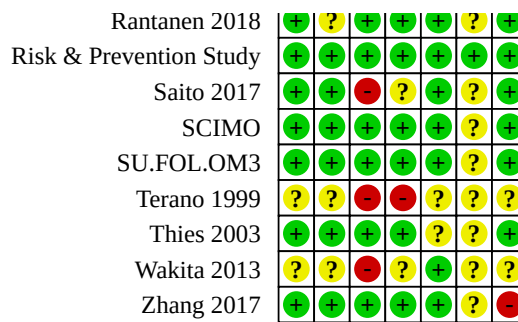 Rantanen 2018 + ? + + + ? +
Risk & Prevention Study + + + + + + +
Saito 2017 + + - ? + ? +
SCIMO + + + + + ? +
SU.FOL.OM3 + + + + + ? +
Terano 1999 ? ? - - ? ? ?
Thies 2003 + + + + ? ? +
Wakita 2013 ? ? - ? + ? ?
Zhang 2017 + + + + + ? -